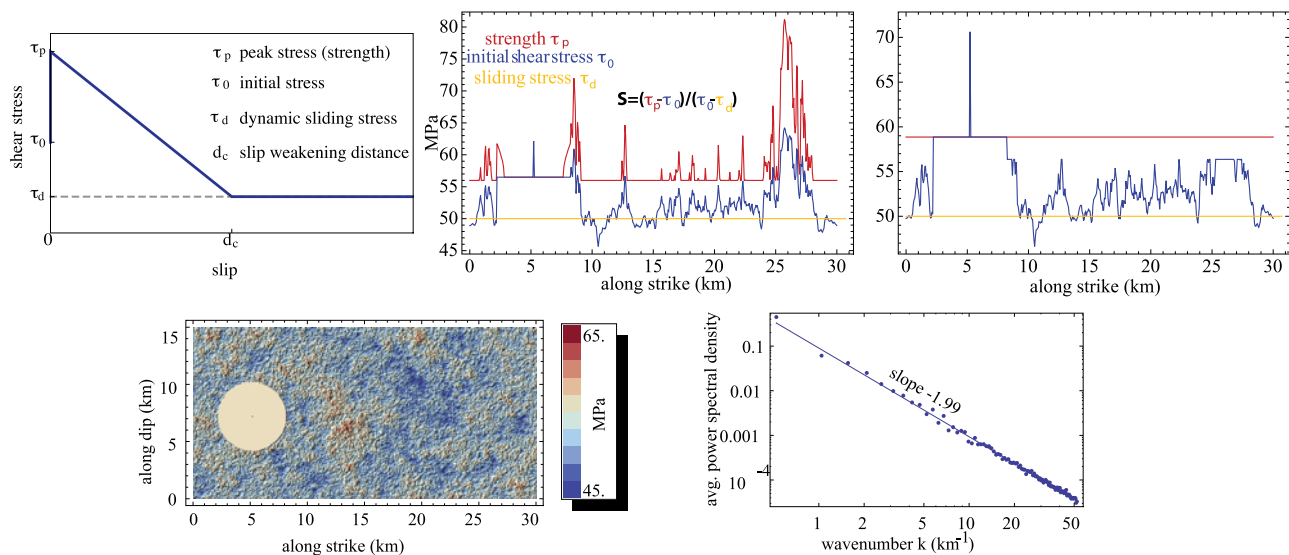 τp
τ0
τd
shear stress
0
dc
slip
τp peak stress (strength)
τ0 initial stress
τd dynamic sliding stress
dc slip weakening distance
80
75
70
65
60
55
50
45
MPa
strength τp
initial shear stress τ0
sliding stress τd
S=(τp-τ0)/(τ0-τd)
0 5 10 15 20 25 30
along strike (km)
70
65
60
55
50
0 5 10 15 20 25 30
along strike (km)
15
10
5
0
along dip (km)
0 5 10 15 20 25 30
along strike (km)
65.
MPa
45.
avg. power spectral density
0.1
0.01
0.001
10-4
slope -1.99
1 2 5 10 20 50
wavenumber k (km-1)